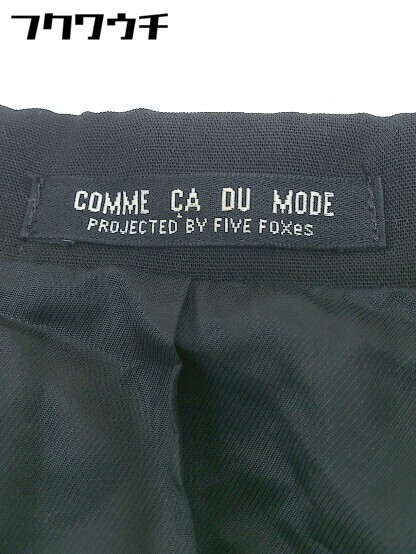 フクワウチ
COMME ÇA DU MODE
PROJECTED BY FIVE FOXes